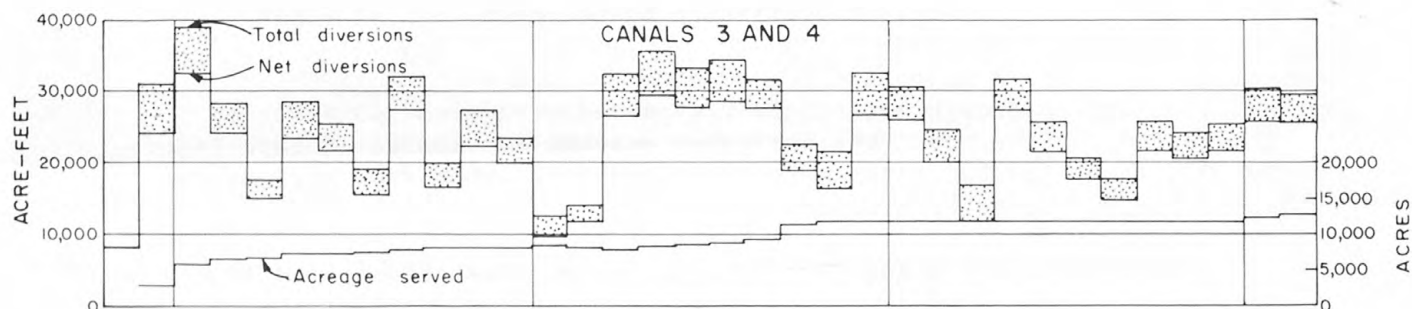 CANALS 3 AND 4
Total diversions
Net diversions
Acreage served
ACRE-FEET
40,000
30,000
20,000
10,000
0
20,000
15,000
10,000
5,000
0
ACRES